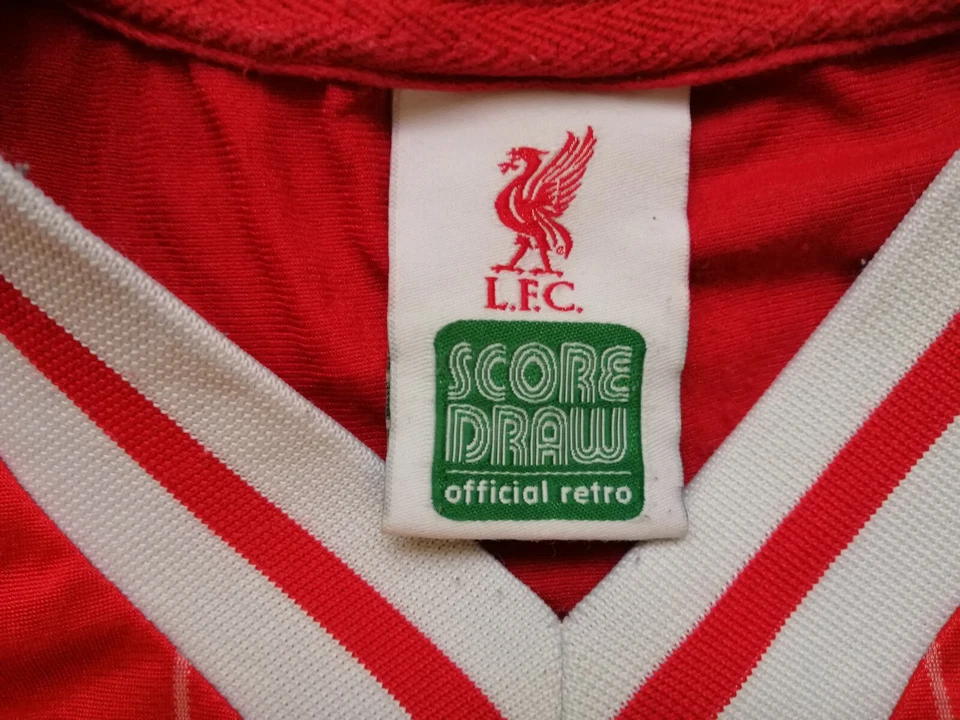 L.F.C.
SCORE
DRAW
official retro